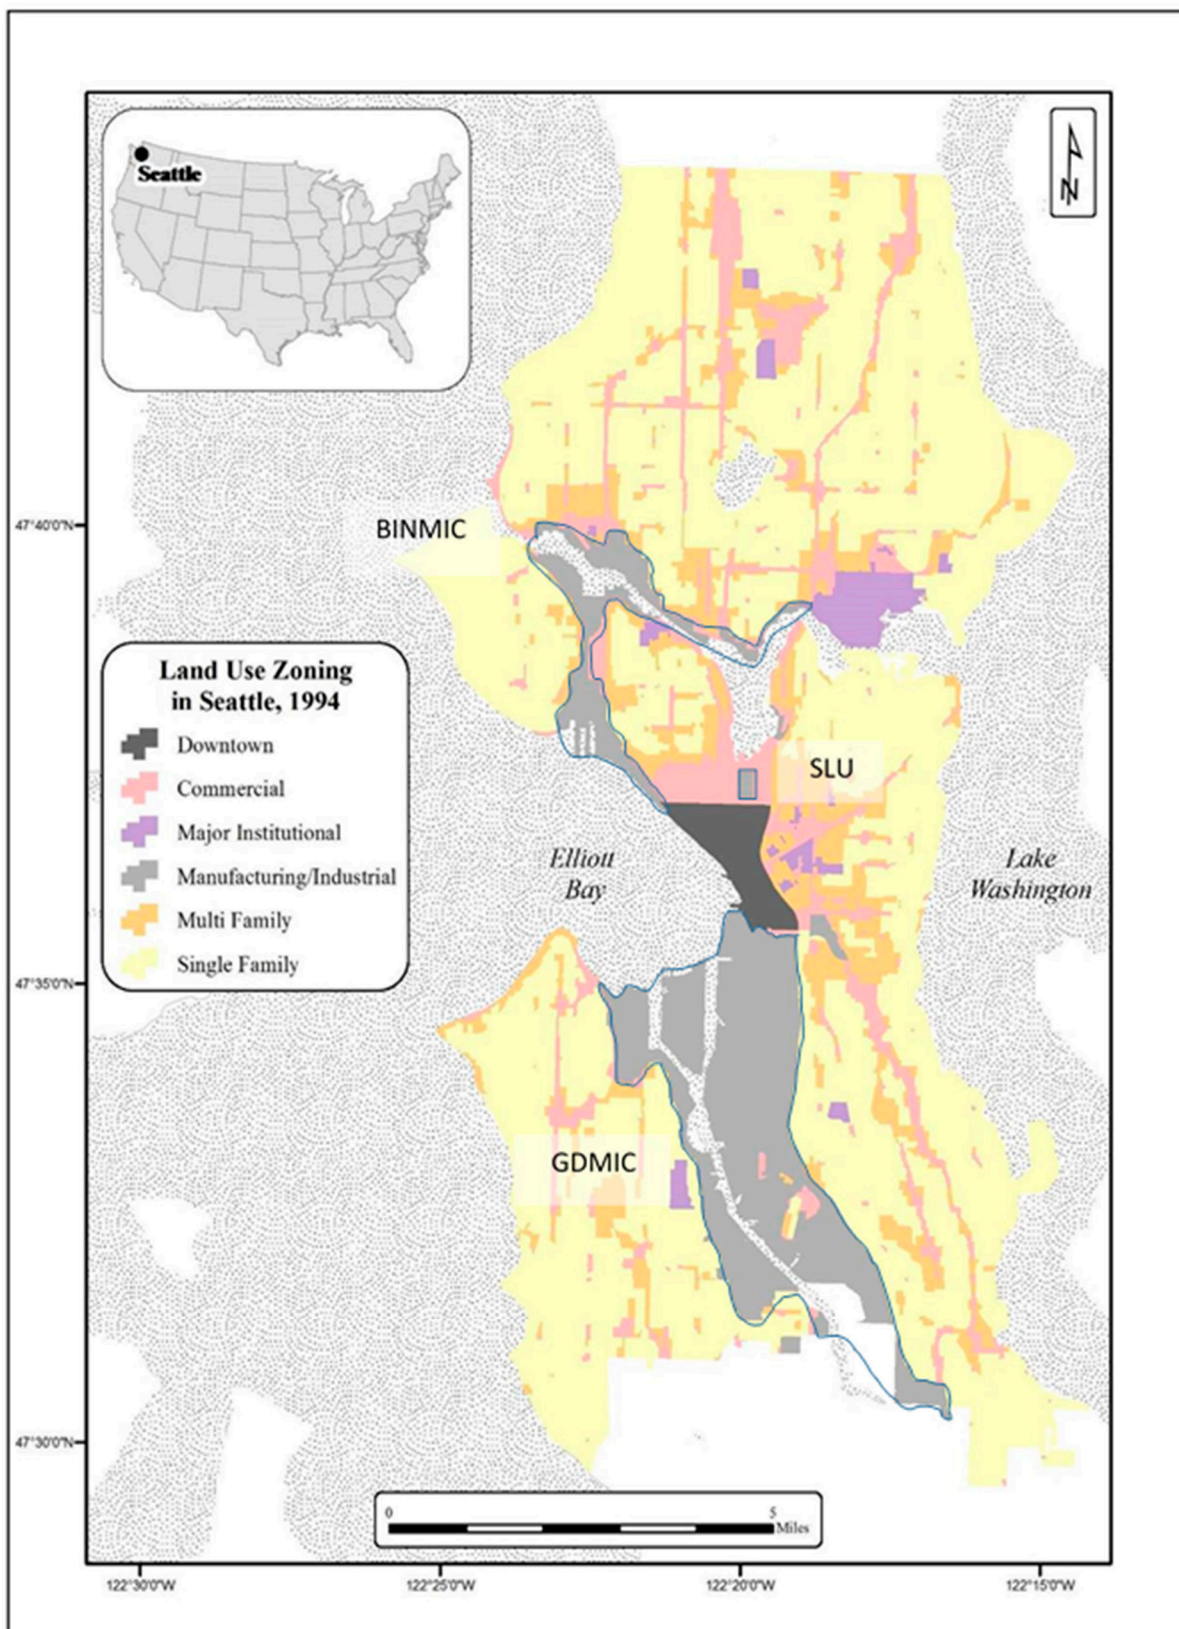 Seattle
N
47°40'0"N
BINMIC
Land Use Zoning
in Seattle, 1994
Downtown
Commercial
Major Institutional
Manufacturing/Industrial
Multi Family
Single Family
SLU
Elliott
Bay
Lake
Washington
47°35'0"N
GDMIC
47°30'0"N
0
5
Miles
122°30'0"W
122°25'0"W
122°20'0"W
122°15'0"W